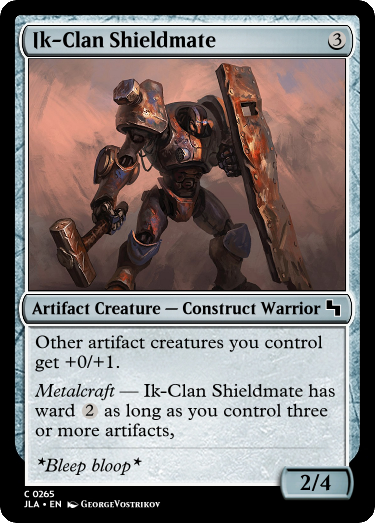 Ik-Clan Shieldmate 3
Artifact Creature — Construct Warrior
Other artifact creatures you control
get +0/+1.
Metalcraft — Ik-Clan Shieldmate has
ward 2 as long as you control three
or more artifacts,
*Bleep bloop*
2/4
C 0265
JLA • EN GeorgeVostrikov